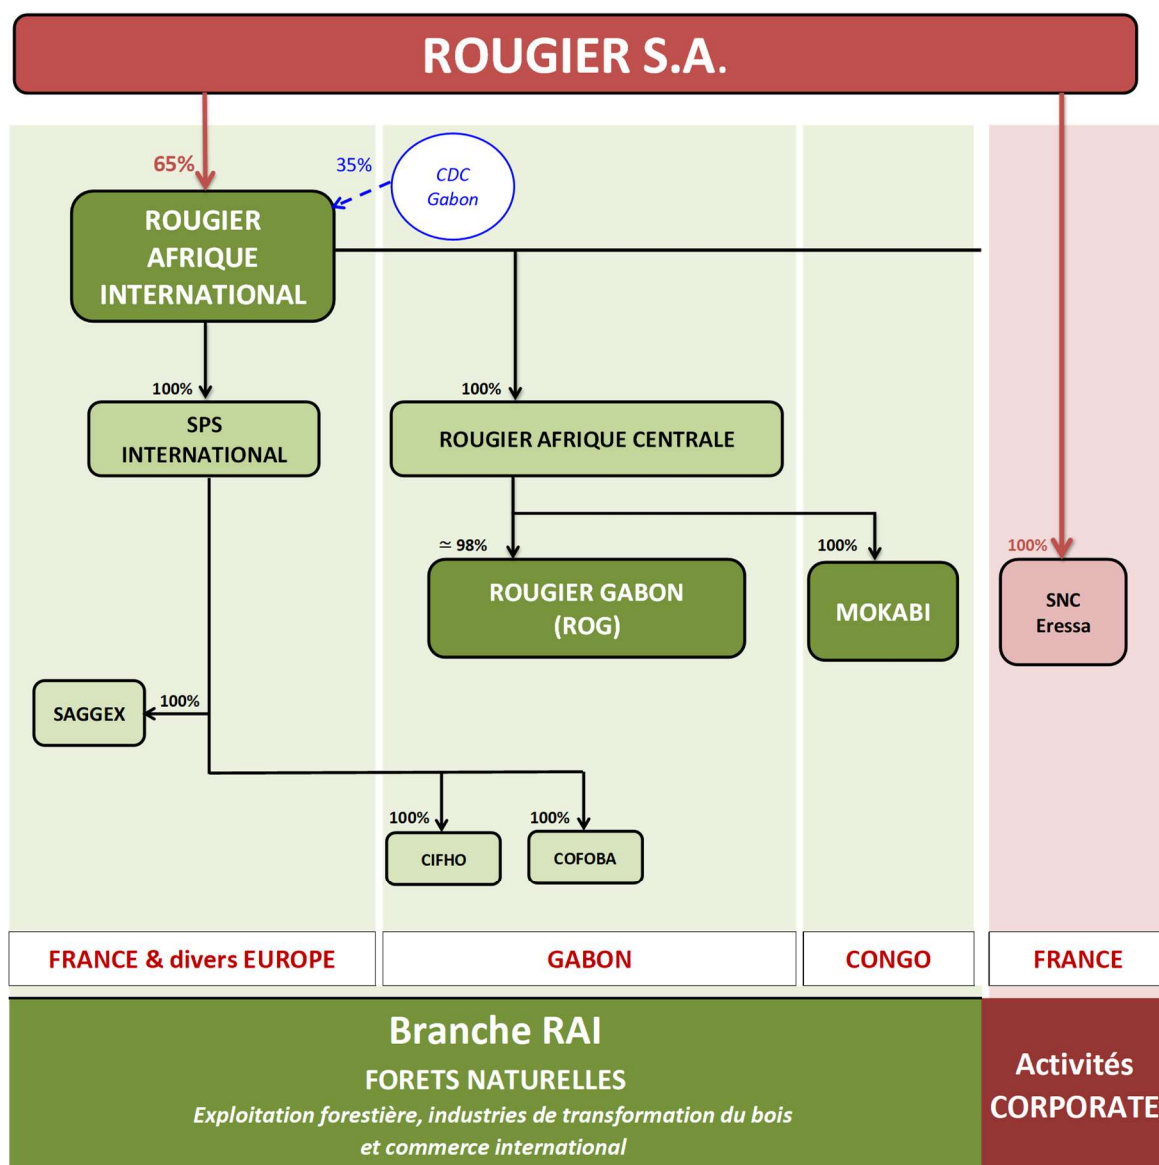 ROUGIER S.A.
65%
35%
CDC
Gabon
ROUGIER
AFRIQUE
INTERNATIONAL
100%
SPS
INTERNATIONAL
100%
ROUGIER AFRIQUE CENTRALE
≃ 98%
ROUGIER GABON
(ROG)
100%
MOKABI
100%
SNC
Eressa
SAGGEX
100%
100%
CIFHO
100%
COFOBA
FRANCE & divers EUROPE
GABON
CONGO
FRANCE
Branche RAI
FORETS NATURELLES
Exploitation forestière, industries de transformation du bois
et commerce international
Activités
CORPORATE